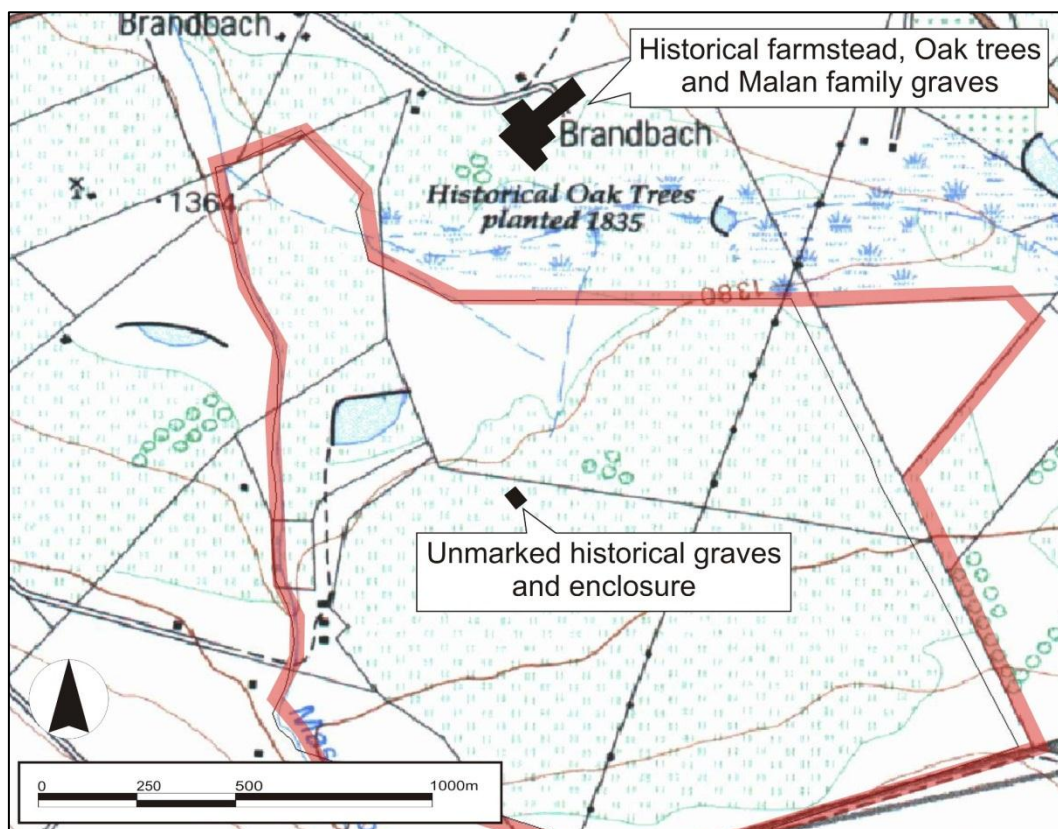 Brandbach
Historical farmstead, Oak trees
and Malan family graves
Brandbach
Historical Oak Trees
planted 1835
1364
1380
Unmarked historical graves
and enclosure
Mos
0 250 500 1000m